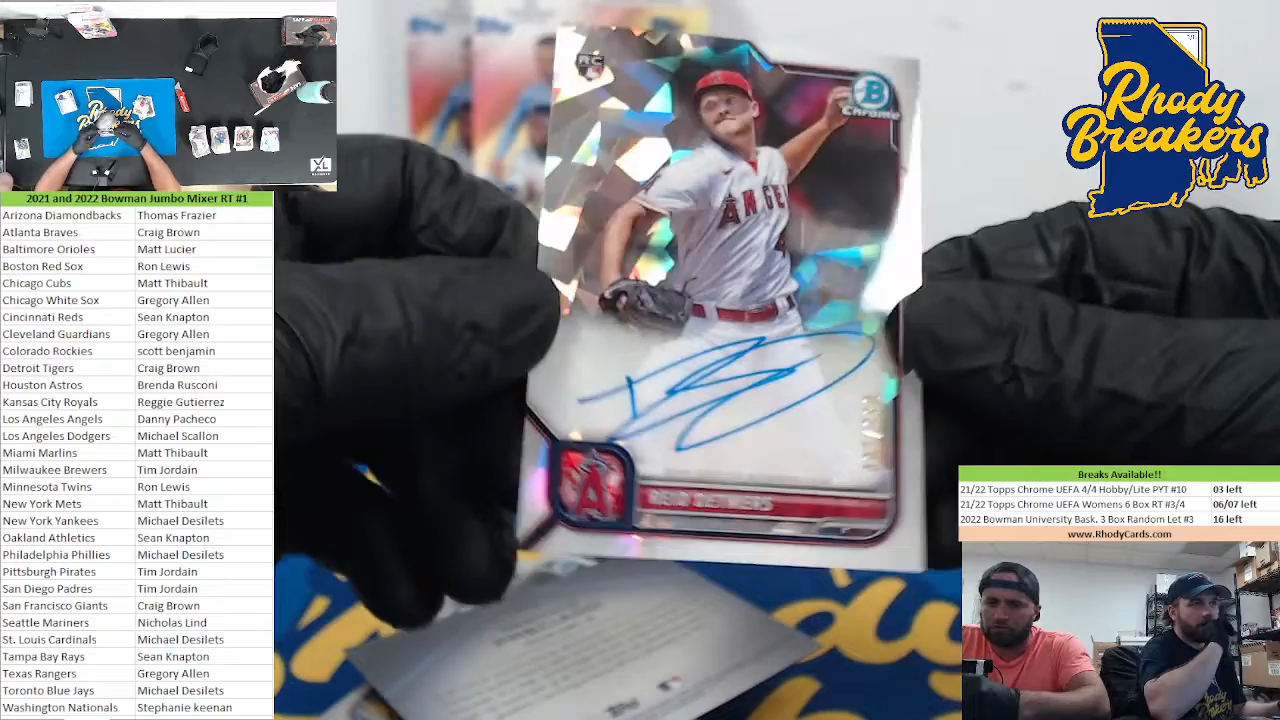 2021 and 2022 Bowman Jumbo Mixer RT #1
Arizona Diamondbacks Thomas Frazier
Atlanta Braves Craig Brown
Baltimore Orioles Matt Lucier
Boston Red Sox Ron Lewis
Chicago Cubs Matt Thibault
Chicago White Sox Gregory Allen
Cincinnati Reds Sean Knapton
Cleveland Guardians Gregory Allen
Colorado Rockies scott benjamin
Detroit Tigers Craig Brown
Houston Astros Brenda Rusconi
Kansas City Royals Reggie Gutierrez
Los Angeles Angels Danny Pacheco
Los Angeles Dodgers Michael Scallon
Miami Marlins Matt Thibault
Milwaukee Brewers Tim Jordain
Minnesota Twins Ron Lewis
New York Mets Matt Thibault
New York Yankees Michael Desilets
Oakland Athletics Sean Knapton
Philadelphia Phillies Michael Desilets
Pittsburgh Pirates Tim Jordain
San Diego Padres Tim Jordain
San Francisco Giants Craig Brown
Seattle Mariners Nicholas Lind
St. Louis Cardinals Michael Desilets
Tampa Bay Rays Sean Knapton
Texas Rangers Gregory Allen
Toronto Blue Jays Michael Desilets
Washington Nationals Stephanie keenan
RC
B
Chrome
ANGE
A
REID DETMERS
topps
XL
1/1
Rhody
Breakers
Breaks Available!!
21/22 Topps Chrome UEFA 4/4 Hobby/Lite PYT #10 03 left
21/22 Topps Chrome UEFA Womens 6 Box RT #3/4 06/07 left
2022 Bowman University Bask. 3 Box Random Let #3 16 left
www.RhodyCards.com
Rhody
Breakers